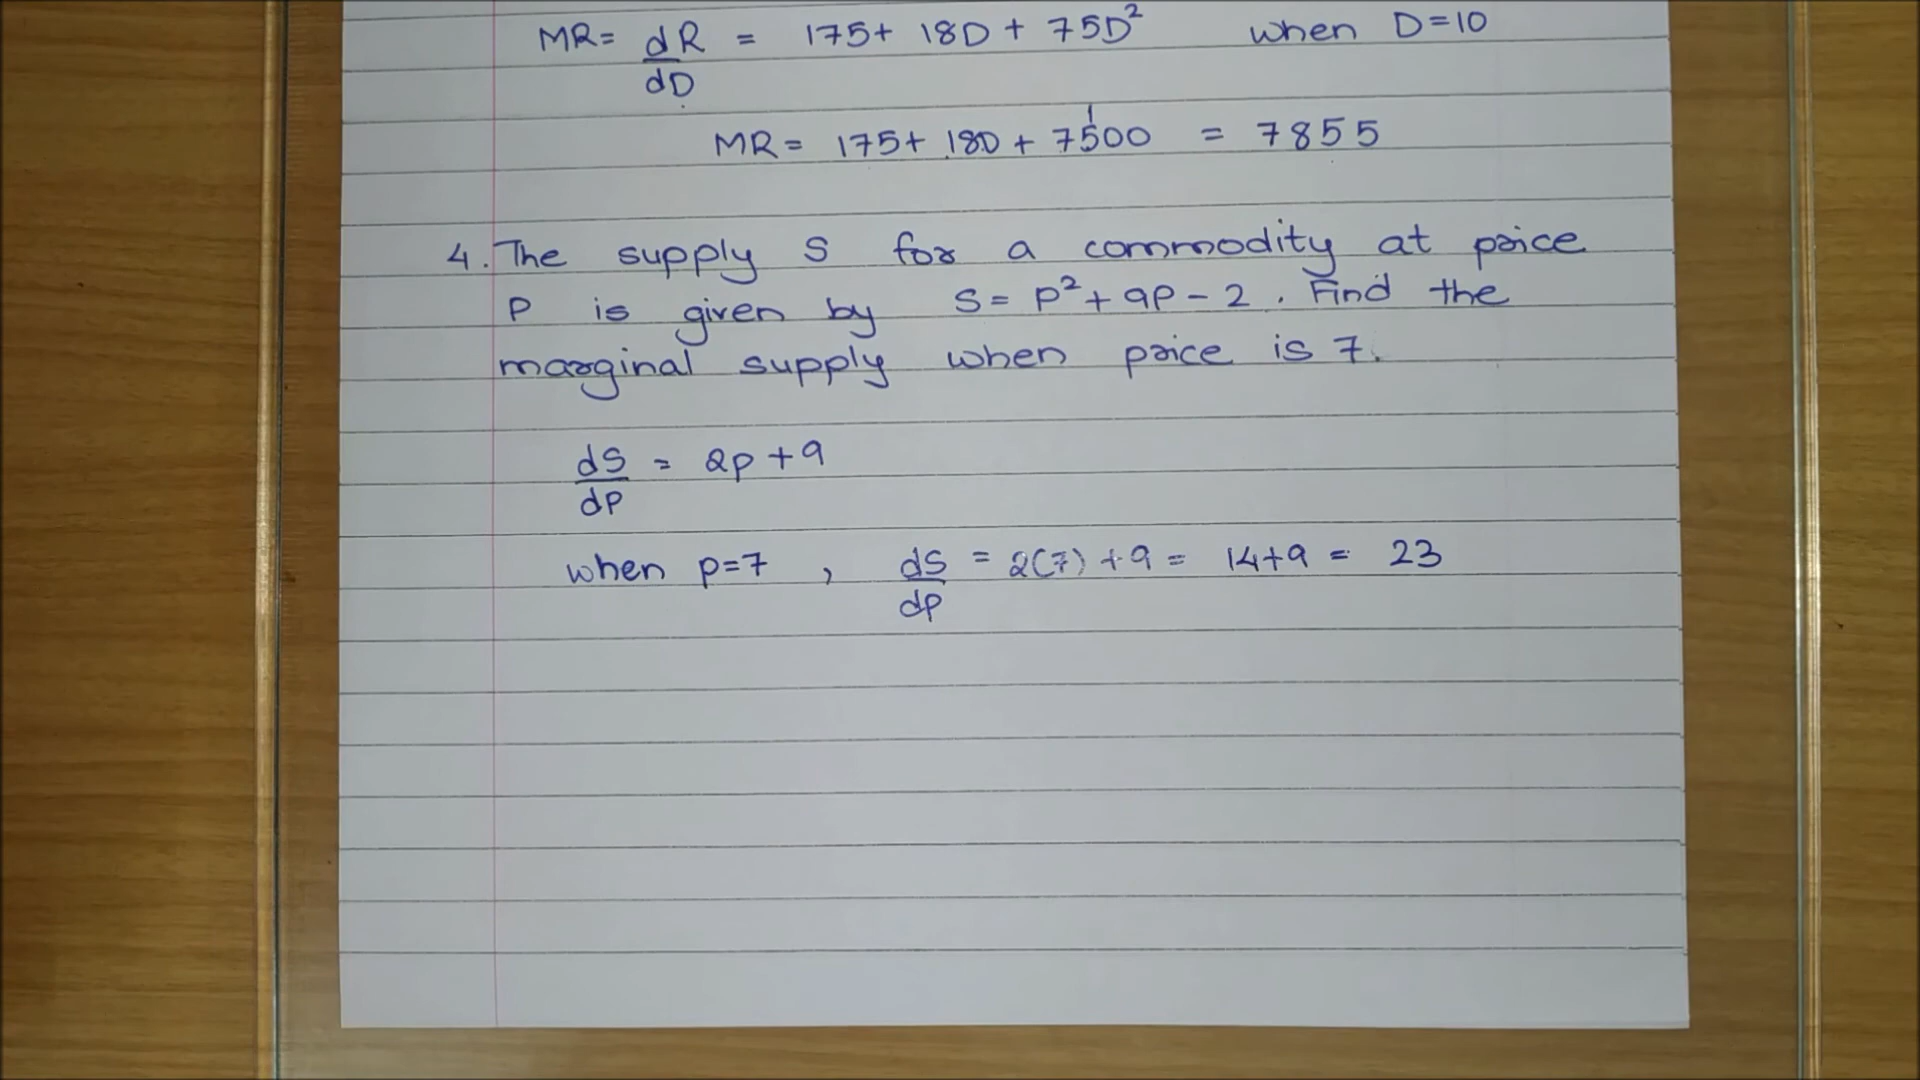 MR = dR/dD = 175 + 18D + 75D² when D=10
MR = 175 + 180 + 7500 = 7855
4. The supply S for a commodity at price
P is given by S = P² + 9P - 2. Find the
marginal supply when price is 7.
dS/dP = 2p + 9
when p=7 , dS/dp = 2(7) + 9 = 14+9 = 23